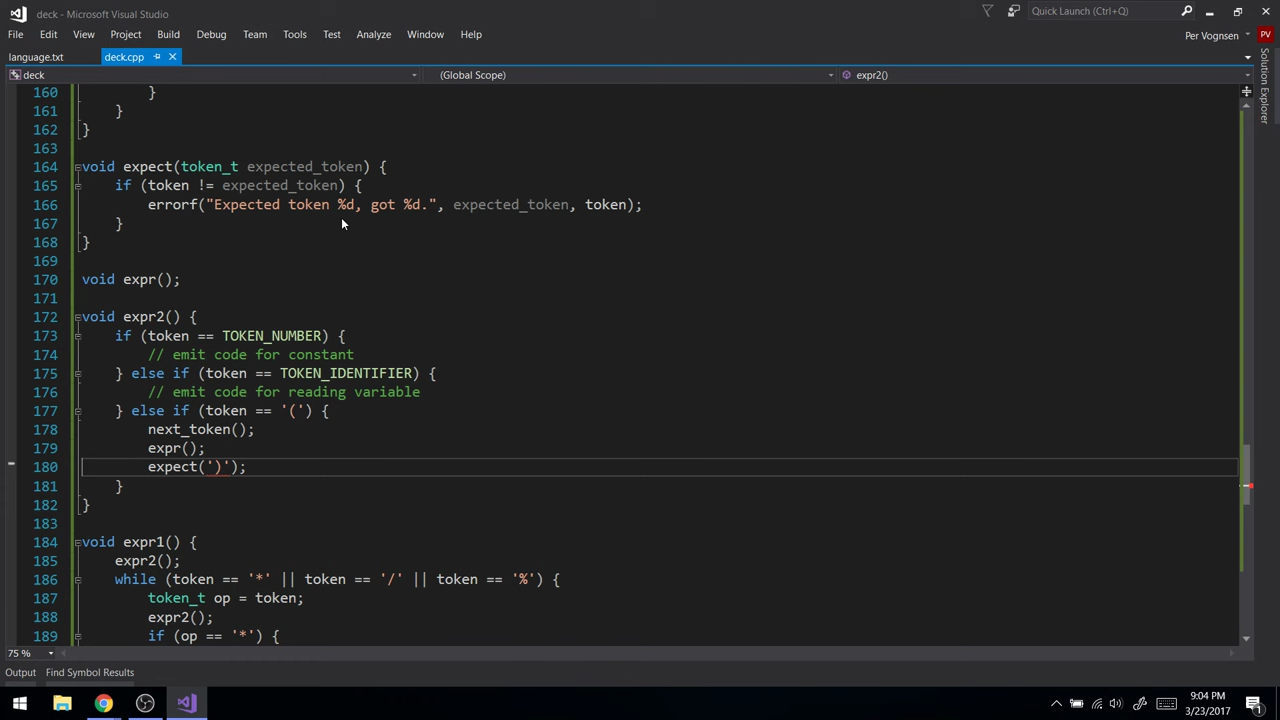 deck - Microsoft Visual Studio
Quick Launch (Ctrl+Q)
File Edit View Project Build Debug Team Tools Test Analyze Window Help
Per Vognsen
PV
language.txt deck.cpp
deck (Global Scope) expr2()
Solution Explorer
160 }
161 }
162 }
163
164 void expect(token_t expected_token) {
165 if (token != expected_token) {
166 errorf("Expected token %d, got %d.", expected_token, token);
167 }
168 }
169
170 void expr();
171
172 void expr2() {
173 if (token == TOKEN_NUMBER) {
174 // emit code for constant
175 } else if (token == TOKEN_IDENTIFIER) {
176 // emit code for reading variable
177 } else if (token == '(') {
178 next_token();
179 expr();
180 expect(')');
181 }
182 }
183
184 void expr1() {
185 expr2();
186 while (token == '*' || token == '/' || token == '%') {
187 token_t op = token;
188 expr2();
189 if (op == '*') {
75 %
Output Find Symbol Results
9:04 PM
3/23/2017
1